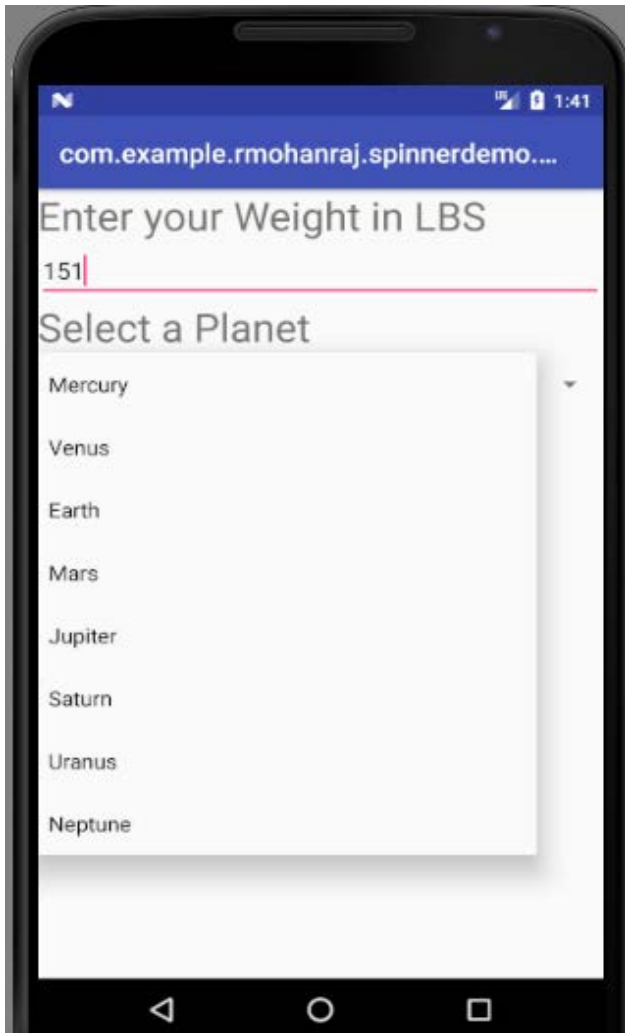 LTE 1:41
com.example.rmohanraj.spinnerdemo....
Enter your Weight in LBS
151
Select a Planet
Mercury
Venus
Earth
Mars
Jupiter
Saturn
Uranus
Neptune